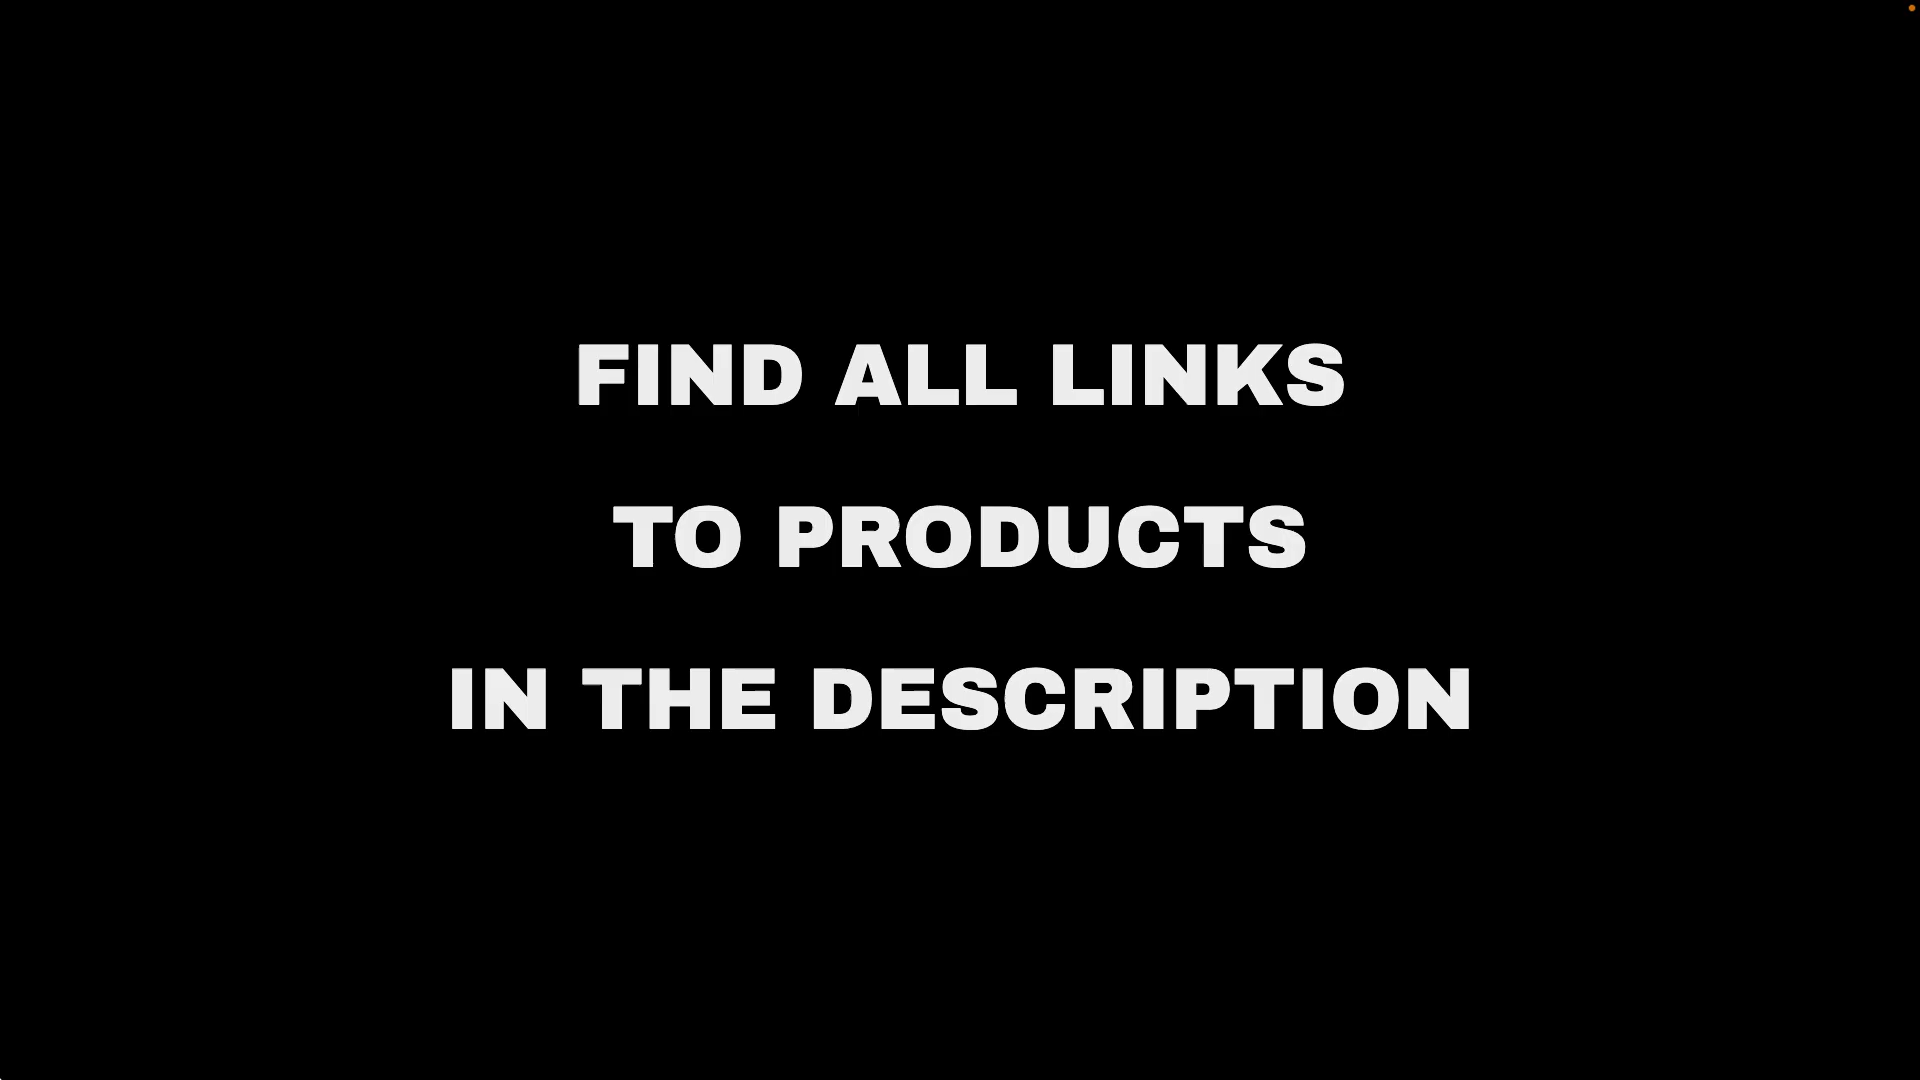 FIND ALL LINKS
TO PRODUCTS
IN THE DESCRIPTION